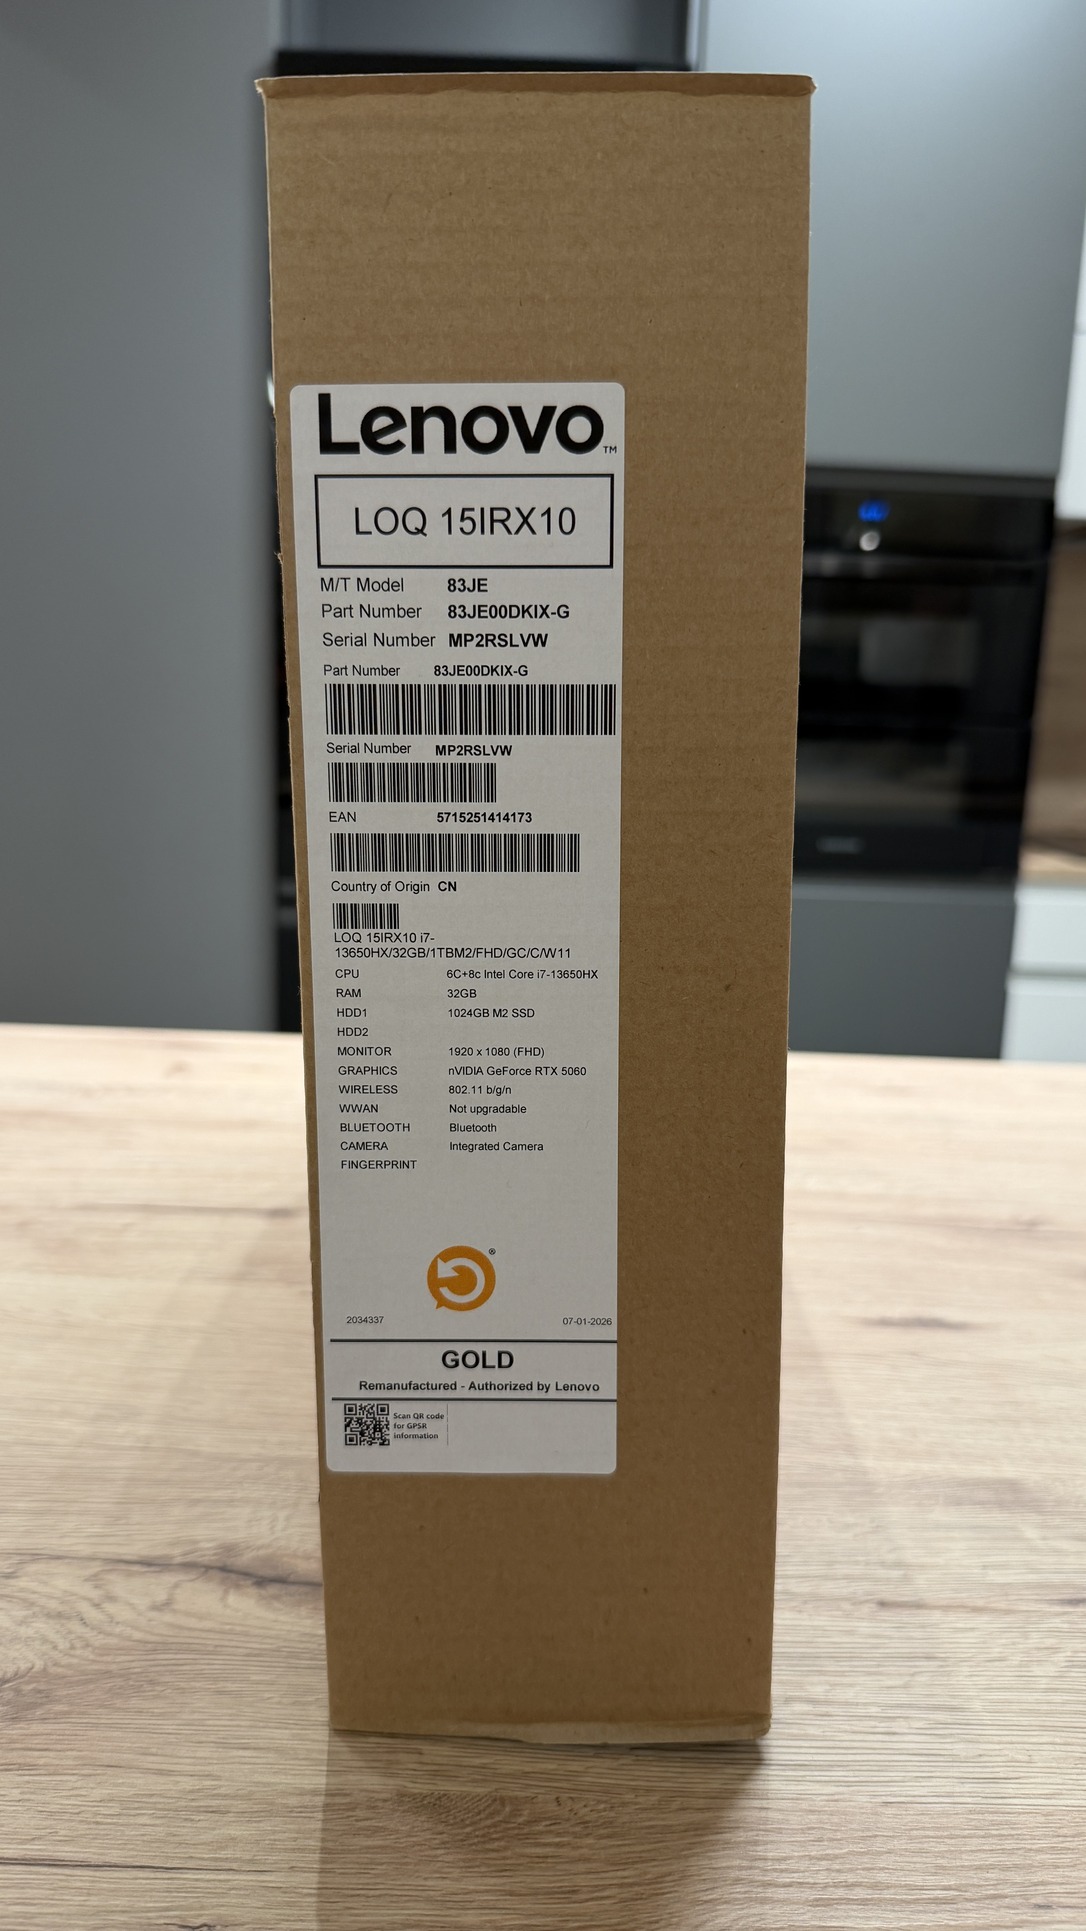 Lenovo™
LOQ 15IRX10
M/T Model 83JE
Part Number 83JE00DKIX-G
Serial Number MP2RSLVW
Part Number 83JE00DKIX-G
Serial Number MP2RSLVW
EAN 5715251414173
Country of Origin CN
LOQ 15IRX10 i7-
13650HX/32GB/1TBM2/FHD/GC/C/W11
CPU 6C+8c Intel Core i7-13650HX
RAM 32GB
HDD1 1024GB M2 SSD
HDD2
MONITOR 1920 x 1080 (FHD)
GRAPHICS nVIDIA GeForce RTX 5060
WIRELESS 802.11 b/g/n
WWAN Not upgradable
BLUETOOTH Bluetooth
CAMERA Integrated Camera
FINGERPRINT
®
2034337 07-01-2026
GOLD
Remanufactured - Authorized by Lenovo
Scan QR code
for GPSR
information